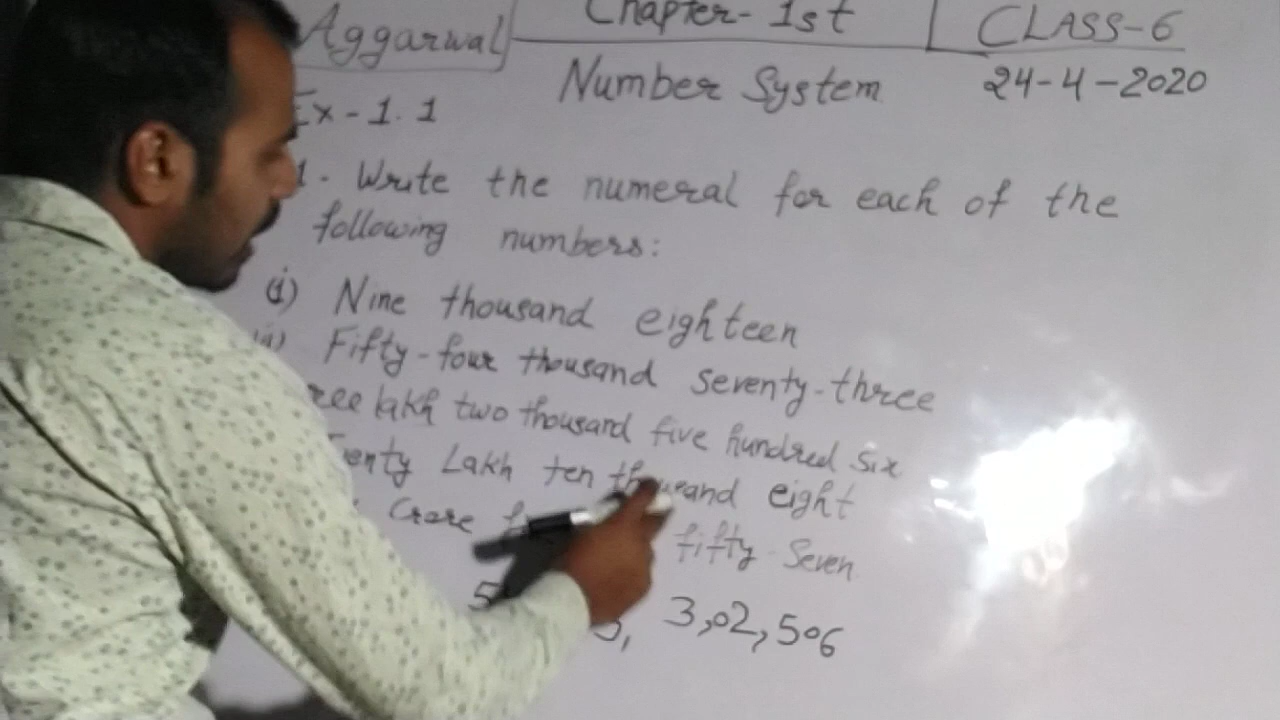 Aggarwal Chapter- 1st CLASS-6
Number System 24-4-2020
Ex-1.1
1. Write the numeral for each of the
following numbers:
(i) Nine thousand eighteen
Fifty-four thousand seventy-three
lakh two thousand five hundred six
Lakh ten thousand eight
Crore fifty-Seven
3,02,506